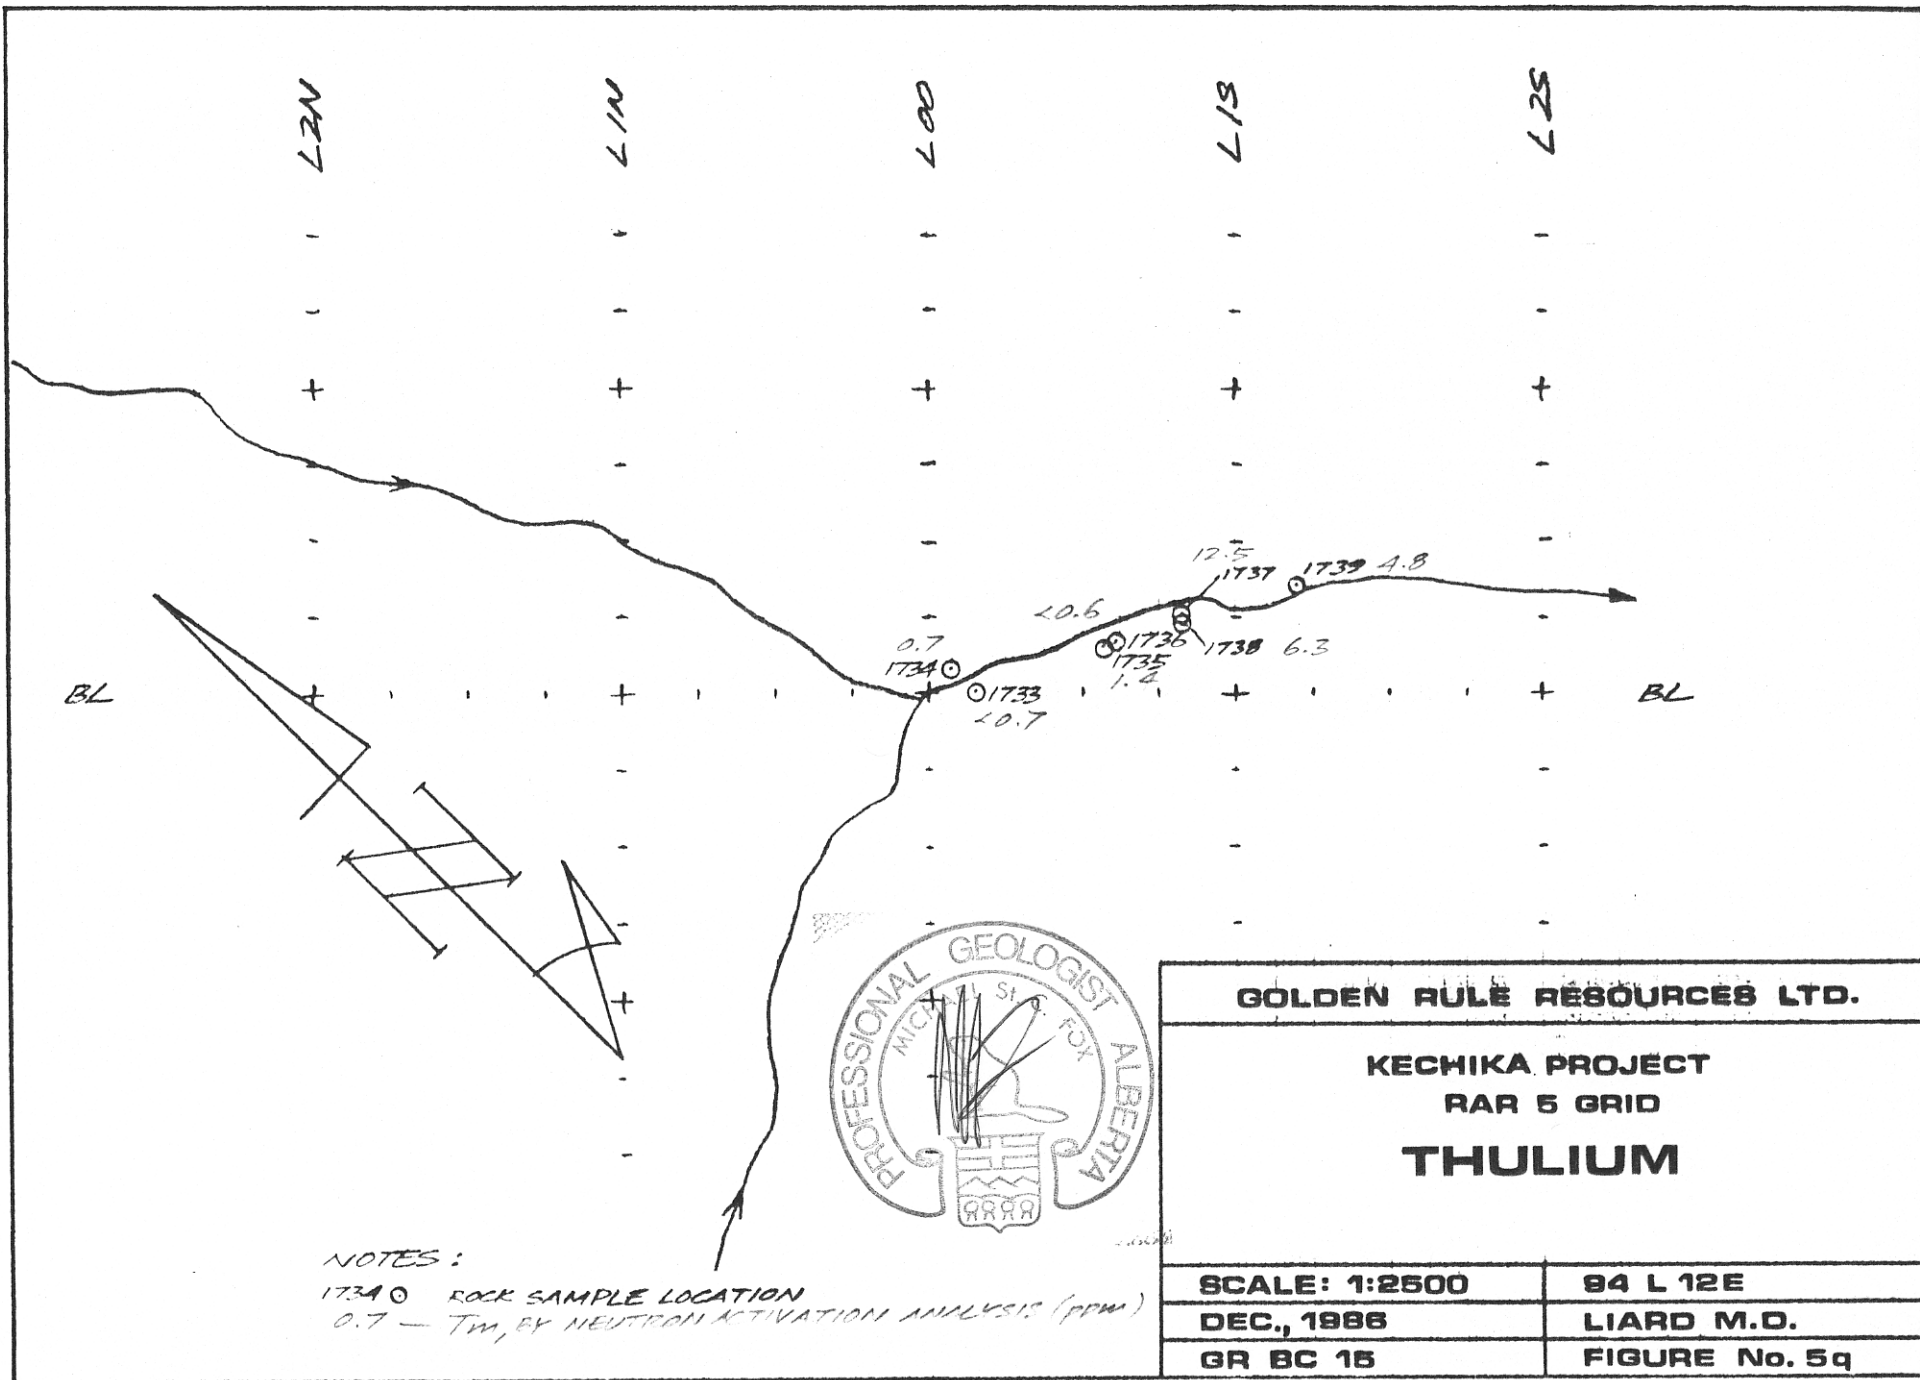 L2N
L1N
L00
L1S
L2S
12.5
1737
1739 4.8
<0.6
1736
1738 6.3
0.7
1734
1735
1.4
1733
<0.7
BL
BL
N
PROFESSIONAL GEOLOGIST ALBERTA
MICHAEL St. C. FOX
GOLDEN RULE RESOURCES LTD.
KECHIKA PROJECT
RAR 5 GRID
THULIUM
NOTES :
1734 ⊙ ROCK SAMPLE LOCATION
0.7 — Tm, BY NEUTRON ACTIVATION ANALYSIS (ppm)
SCALE: 1:2500
94 L 12E
DEC., 1986
LIARD M.D.
GR BC 15
FIGURE No. 5q